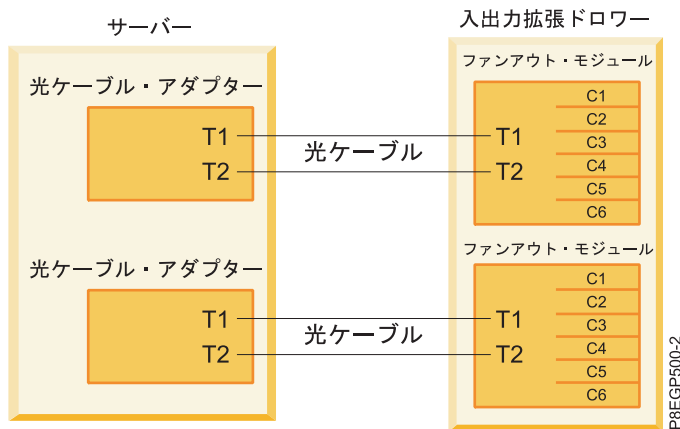 サーバー
光ケーブル・アダプター
T1
T2
光ケーブル・アダプター
T1
T2
光ケーブル
光ケーブル
入出力拡張ドロワー
ファンアウト・モジュール
T1
T2
C1
C2
C3
C4
C5
C6
ファンアウト・モジュール
T1
T2
C1
C2
C3
C4
C5
C6
P8EGP500-2